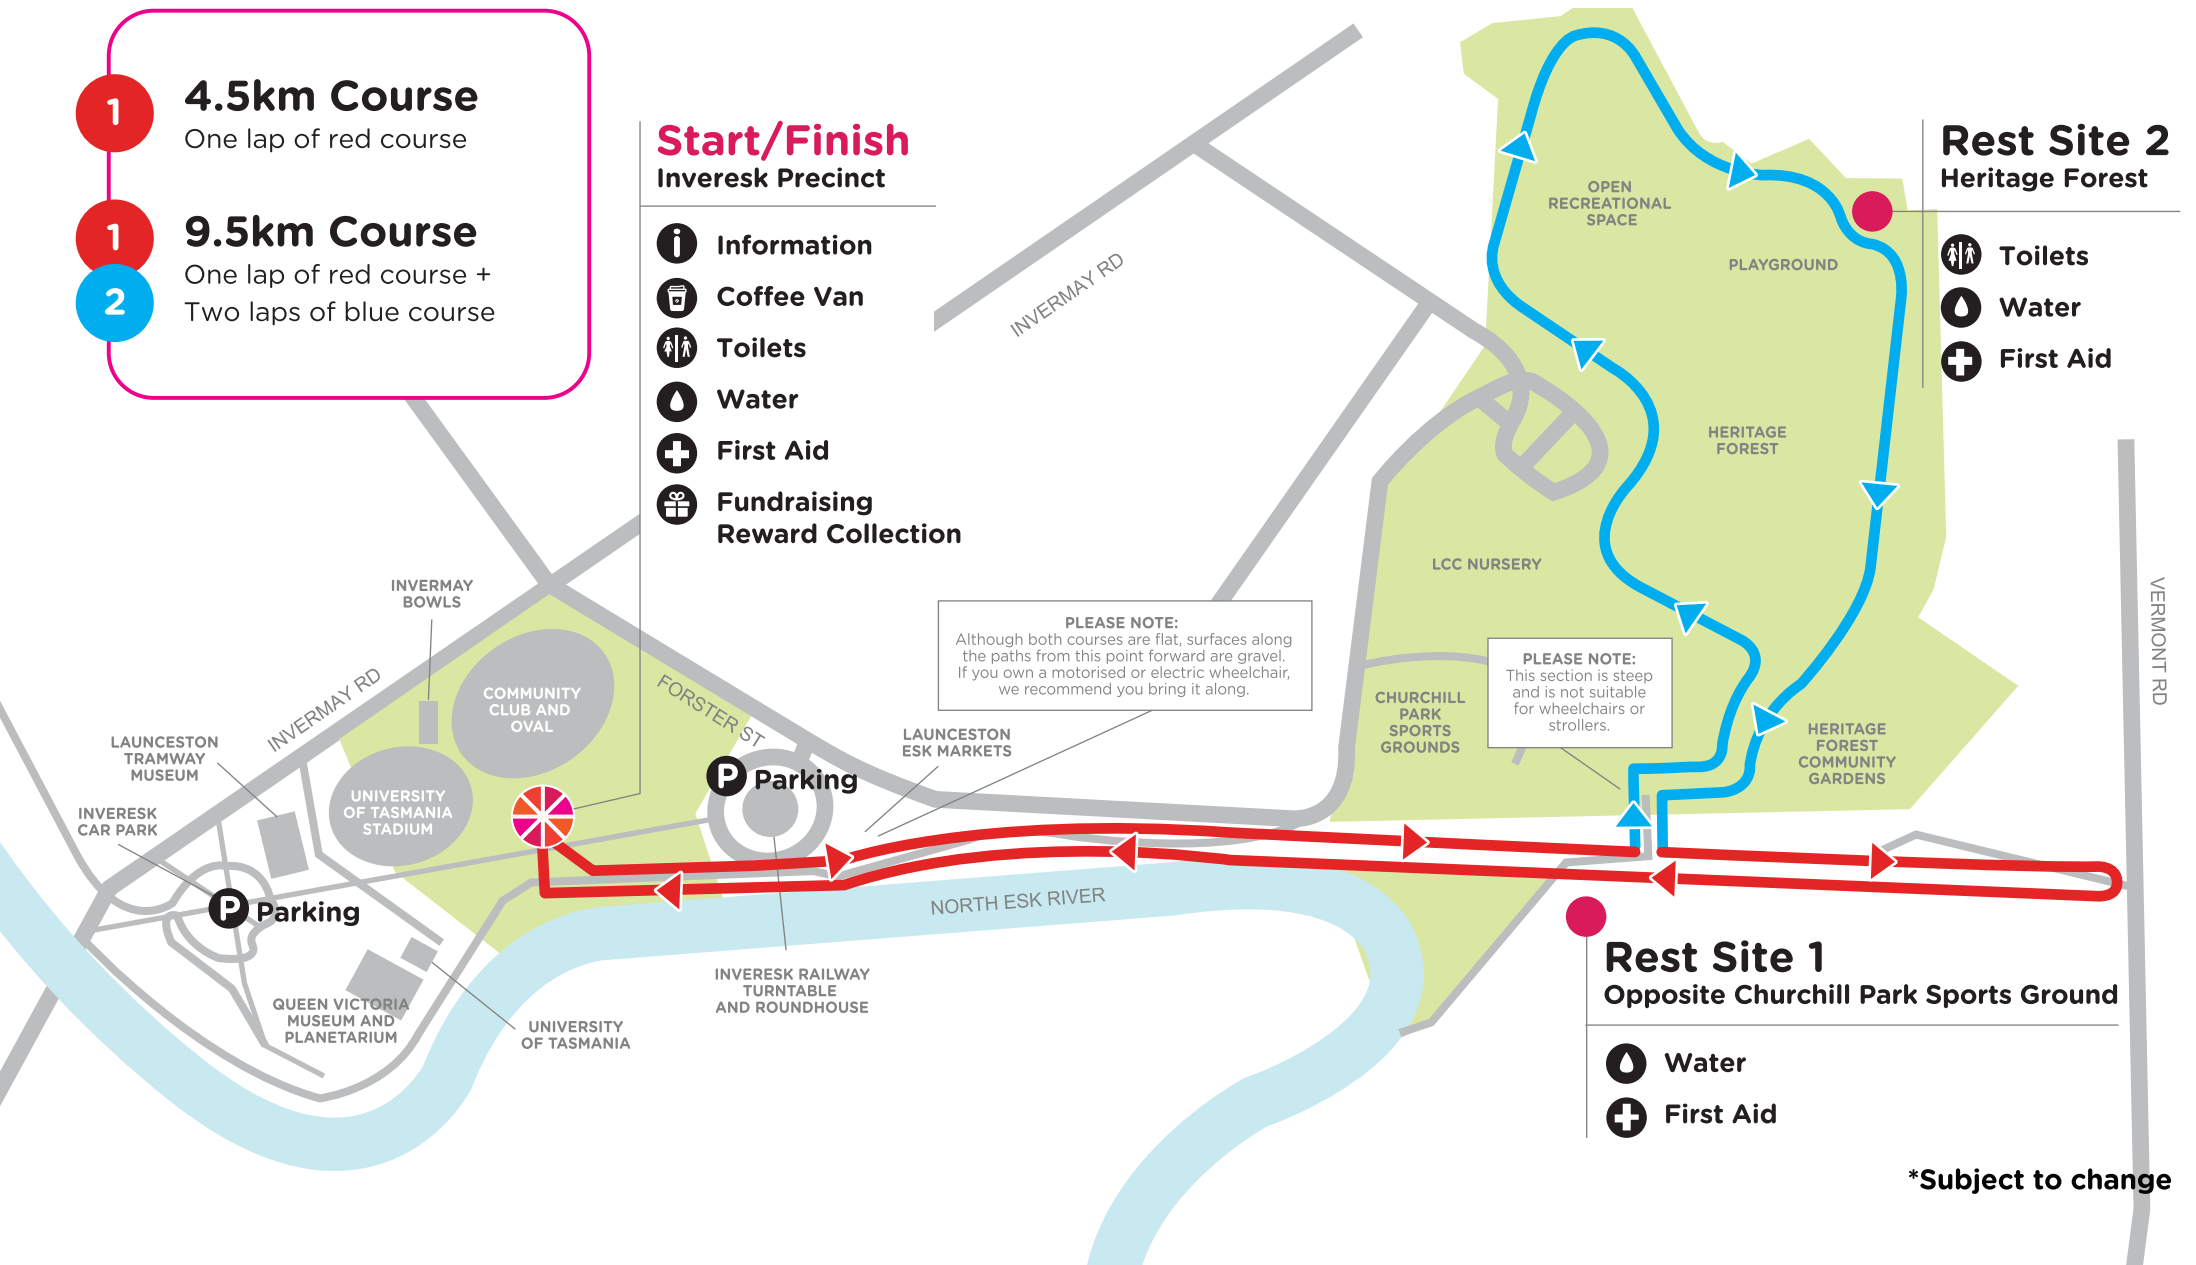 1
4.5km Course
One lap of red course
1
2
9.5km Course
One lap of red course +
Two laps of blue course
Start/Finish
Inveresk Precinct
Information
Coffee Van
Toilets
Water
First Aid
Fundraising
Reward Collection
Rest Site 2
Heritage Forest
Toilets
Water
First Aid
OPEN
RECREATIONAL
SPACE
PLAYGROUND
INVERMAY RD
HERITAGE
FOREST
LCC NURSERY
VERMONT RD
INVERMAY
BOWLS
INVERMAY RD
COMMUNITY
CLUB AND
OVAL
FORSTER ST
PLEASE NOTE:
Although both courses are flat, surfaces along
the paths from this point forward are gravel.
If you own a motorised or electric wheelchair,
we recommend you bring it along.
PLEASE NOTE:
This section is steep
and is not suitable
for wheelchairs or
strollers.
CHURCHILL
PARK
SPORTS
GROUNDS
HERITAGE
FOREST
COMMUNITY
GARDENS
LAUNCESTON
TRAMWAY
MUSEUM
LAUNCESTON
ESK MARKETS
P Parking
UNIVERSITY
OF TASMANIA
STADIUM
INVERESK
CAR PARK
P Parking
NORTH ESK RIVER
INVERESK RAILWAY
TURNTABLE
AND ROUNDHOUSE
QUEEN VICTORIA
MUSEUM AND
PLANETARIUM
UNIVERSITY
OF TASMANIA
Rest Site 1
Opposite Churchill Park Sports Ground
Water
First Aid
*Subject to change